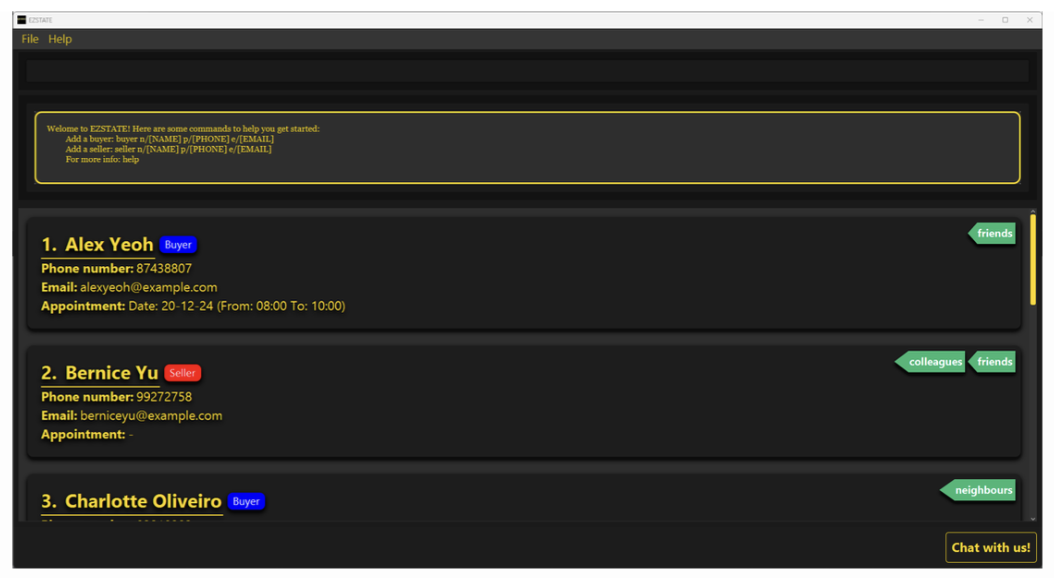 EZSTATE
File Help
Welome to EZSTATE! Here are some commands to help you get started:
Add a buyer: buyer n/[NAME] p/[PHONE] e/[EMAIL]
Add a seller: seller n/[NAME] p/[PHONE] e/[EMAIL]
For more info: help
1. Alex Yeoh Buyer friends
Phone number: 87438807
Email: alexyeoh@example.com
Appointment: Date: 20-12-24 (From: 08:00 To: 10:00)
2. Bernice Yu Seller colleagues friends
Phone number: 99272758
Email: berniceyu@example.com
Appointment: -
3. Charlotte Oliveiro Buyer neighbours
Chat with us!